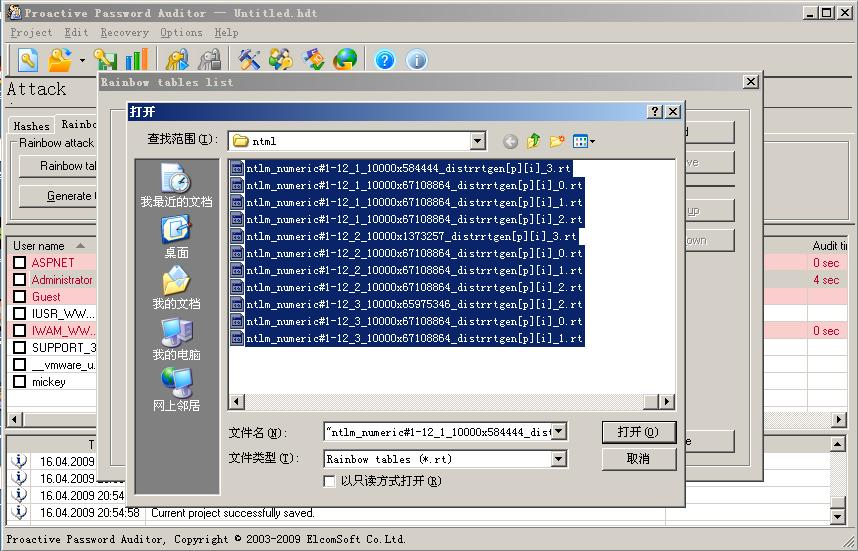 Proactive Password Auditor — Untitled.hdt
Project Edit Recovery Options Help
Attack
Rainbow tables list
Hashes
Rainbo
Rainbow attack
Rainbow tal
Generate
打开
查找范围(I):
ntml
我最近的文档
桌面
我的文档
我的电脑
网上邻居
ntlm_numeric#1-12_1_10000x584444_distrrtgen[p][i]_3.rt
ntlm_numeric#1-12_1_10000x67108864_distrrtgen[p][i]_0.rt
ntlm_numeric#1-12_1_10000x67108864_distrrtgen[p][i]_1.rt
ntlm_numeric#1-12_1_10000x67108864_distrrtgen[p][i]_2.rt
ntlm_numeric#1-12_2_10000x1373257_distrrtgen[p][i]_3.rt
ntlm_numeric#1-12_2_10000x67108864_distrrtgen[p][i]_0.rt
ntlm_numeric#1-12_2_10000x67108864_distrrtgen[p][i]_1.rt
ntlm_numeric#1-12_2_10000x67108864_distrrtgen[p][i]_2.rt
ntlm_numeric#1-12_3_10000x65975346_distrrtgen[p][i]_2.rt
ntlm_numeric#1-12_3_10000x67108864_distrrtgen[p][i]_0.rt
ntlm_numeric#1-12_3_10000x67108864_distrrtgen[p][i]_1.rt
文件名(N):
"ntlm_numeric#1-12_1_10000x584444_dist
打开(O)
文件类型(T):
Rainbow tables (*.rt)
取消
以只读方式打开(R)
d
ve
up
own
e
User name
Audit tir
ASPNET
0 sec
Administrator
4 sec
Guest
IUSR_WW...
IWAM_WW...
0 sec
SUPPORT_3
__vmware_u.
mickey
T
16.04.2009
16.04.2009 20:
16.04.2009 20:54
16.04.2009 20:54:58 Current project successfully saved.
Proactive Password Auditor, Copyright © 2003-2009 ElcomSoft Co.Ltd.